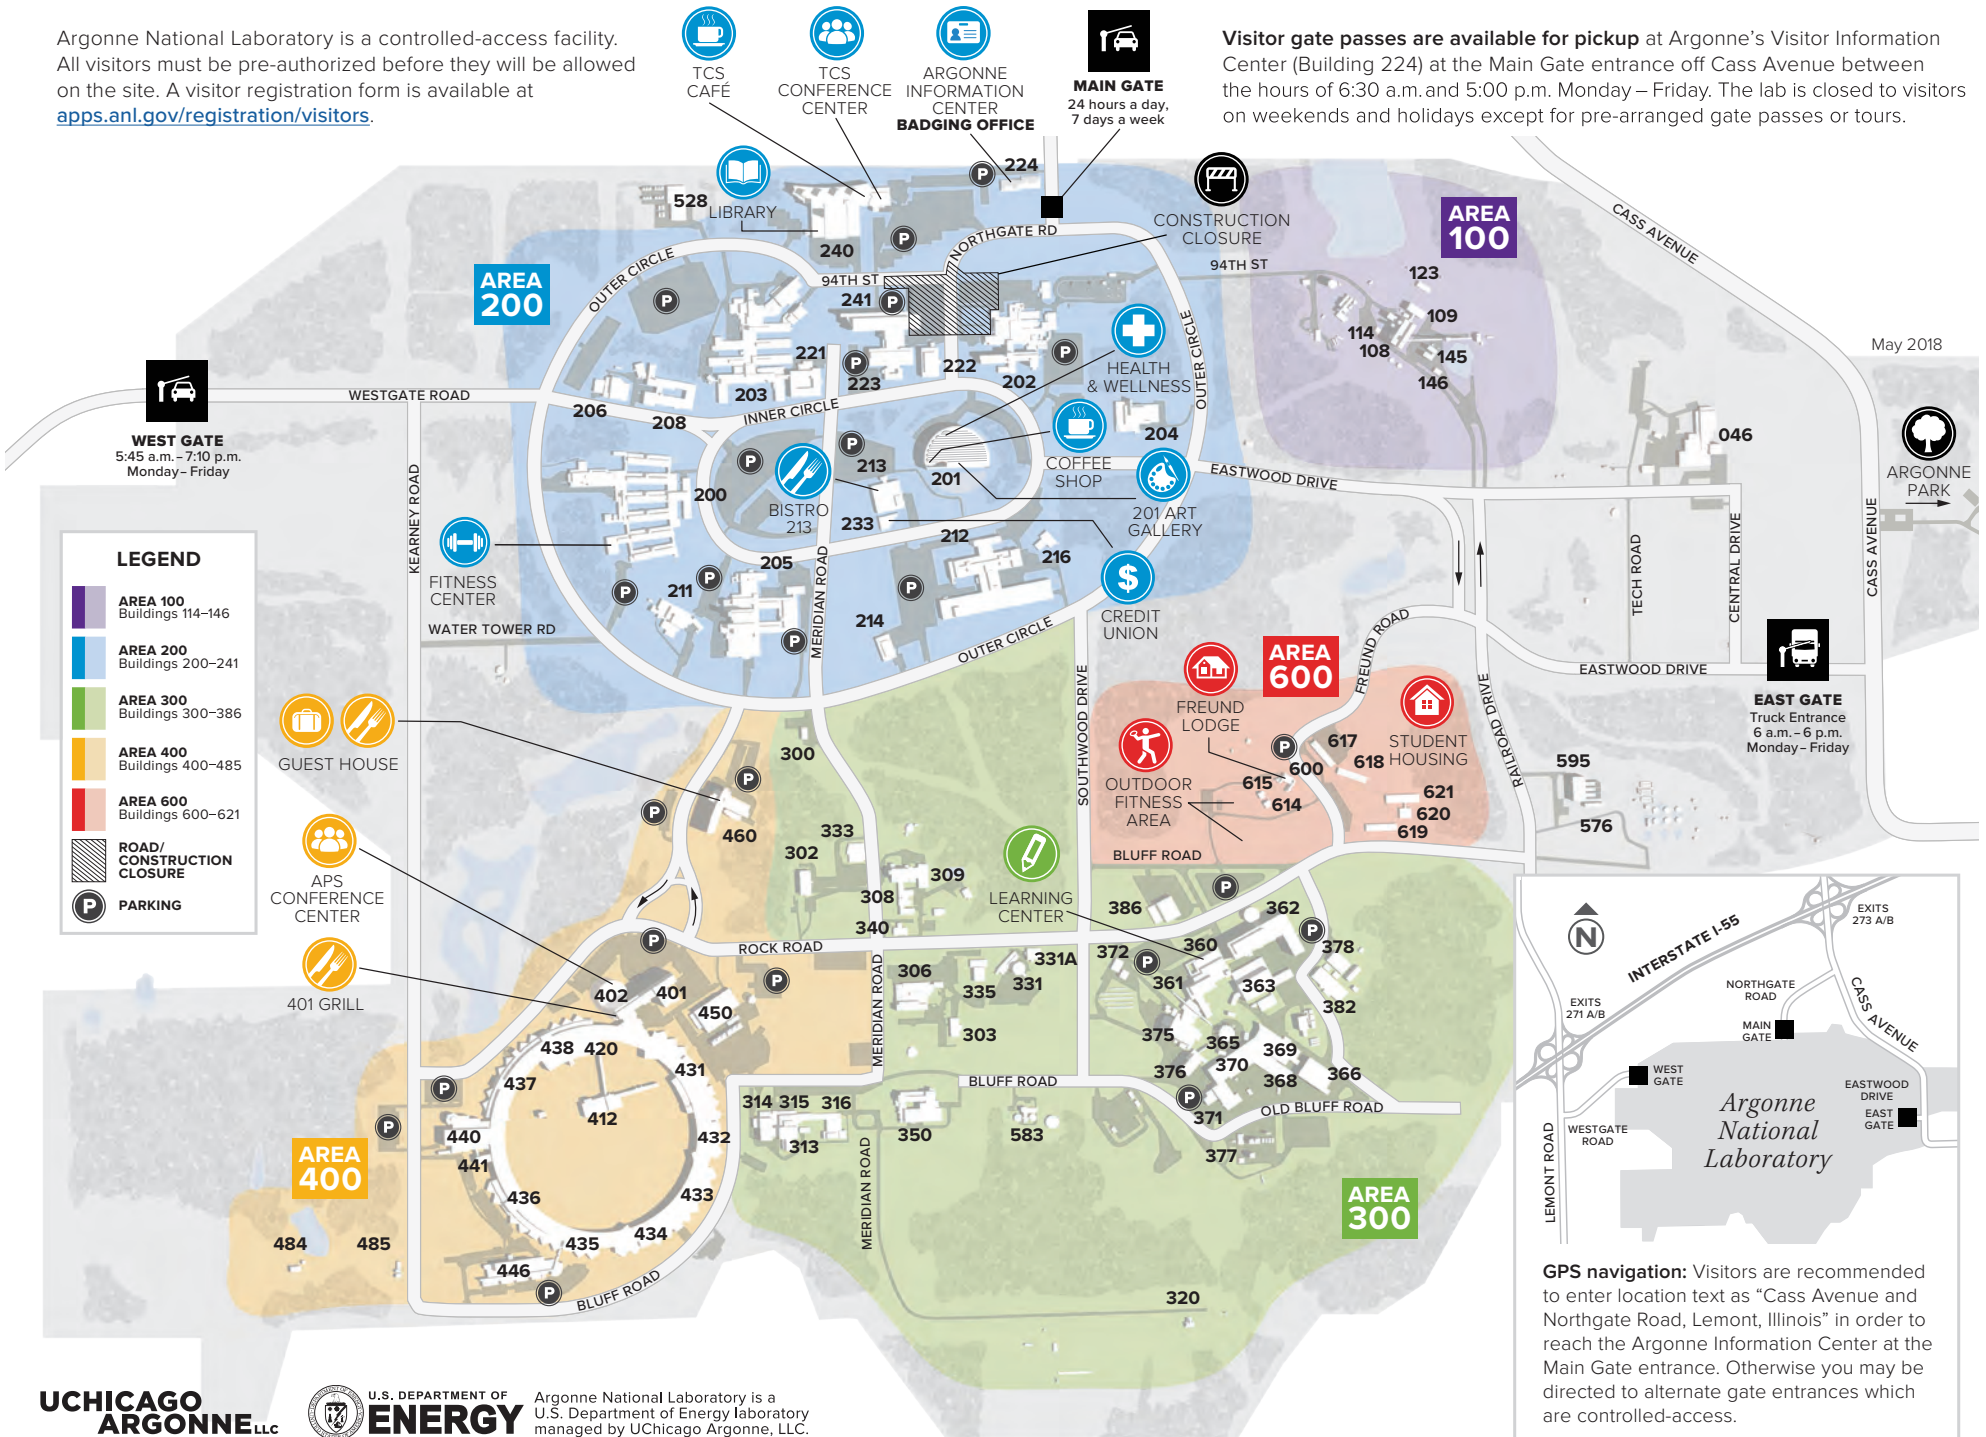 Argonne National Laboratory is a controlled-access facility.
All visitors must be pre-authorized before they will be allowed
on the site. A visitor registration form is available at
apps.anl.gov/registration/visitors.
TCS
CAFÉ
TCS
CONFERENCE
CENTER
ARGONNE
INFORMATION
CENTER
BADGING OFFICE
MAIN GATE
24 hours a day,
7 days a week
Visitor gate passes are available for pickup at Argonne's Visitor Information
Center (Building 224) at the Main Gate entrance off Cass Avenue between
the hours of 6:30 a.m. and 5:00 p.m. Monday – Friday. The lab is closed to visitors
on weekends and holidays except for pre-arranged gate passes or tours.
P
224
528
LIBRARY
240
P
NORTHGATE RD
CONSTRUCTION
CLOSURE
AREA
100
CASS AVENUE
AREA
200
OUTER CIRCLE
P
94TH ST
241
P
94TH ST
123
109
114
108
145
146
May 2018
221
P
223
222
202
P
HEALTH
& WELLNESS
OUTER CIRCLE
WEST GATE
5:45 a.m. – 7:10 p.m.
Monday – Friday
WESTGATE ROAD
206
208
203
INNER CIRCLE
204
046
ARGONNE
PARK
KEARNEY ROAD
P
P
213
201
COFFEE
SHOP
EASTWOOD DRIVE
200
BISTRO
213
233
212
201 ART
GALLERY
CASS AVENUE
FITNESS
CENTER
205
MERIDIAN ROAD
216
$
CREDIT
UNION
TECH ROAD
CENTRAL DRIVE
P
211
P
P
214
P
WATER TOWER RD
OUTER CIRCLE
LEGEND
AREA 100
Buildings 114–146
AREA 200
Buildings 200–241
AREA 300
Buildings 300–386
AREA 400
Buildings 400–485
AREA 600
Buildings 600–621
ROAD/
CONSTRUCTION
CLOSURE
P
PARKING
AREA
600
FREUND ROAD
EASTWOOD DRIVE
EAST GATE
Truck Entrance
6 a.m. – 6 p.m.
Monday – Friday
SOUTHWOOD DRIVE
FREUND
LODGE
STUDENT
HOUSING
RAILROAD DRIVE
GUEST HOUSE
300
P
P
460
P
617
618
600
615
614
621
620
619
595
576
OUTDOOR
FITNESS
AREA
BLUFF ROAD
333
302
309
308
340
LEARNING
CENTER
386
P
362
APS
CONFERENCE
CENTER
401 GRILL
P
ROCK ROAD
P
402
401
450
306
335
331
331A
303
MERIDIAN ROAD
372
P
361
360
P
378
363
382
375
365
369
370
376
368
366
P
371
377
438
420
431
437
P
412
432
P
440
441
436
433
434
435
446
P
BLUFF ROAD
484
485
AREA
400
314
315
316
313
MERIDIAN ROAD
350
BLUFF ROAD
583
OLD BLUFF ROAD
AREA
300
320
N
INTERSTATE I-55
EXITS
273 A/B
EXITS
271 A/B
NORTHGATE
ROAD
MAIN
GATE
CASS AVENUE
WEST
GATE
WESTGATE
ROAD
EASTWOOD
DRIVE
EAST
GATE
LEMONT ROAD
Argonne
National
Laboratory
GPS navigation: Visitors are recommended
to enter location text as “Cass Avenue and
Northgate Road, Lemont, Illinois” in order to
reach the Argonne Information Center at the
Main Gate entrance. Otherwise you may be
directed to alternate gate entrances which
are controlled-access.
UCHICAGO
ARGONNE LLC
U.S. DEPARTMENT OF
ENERGY
Argonne National Laboratory is a
U.S. Department of Energy laboratory
managed by UChicago Argonne, LLC.